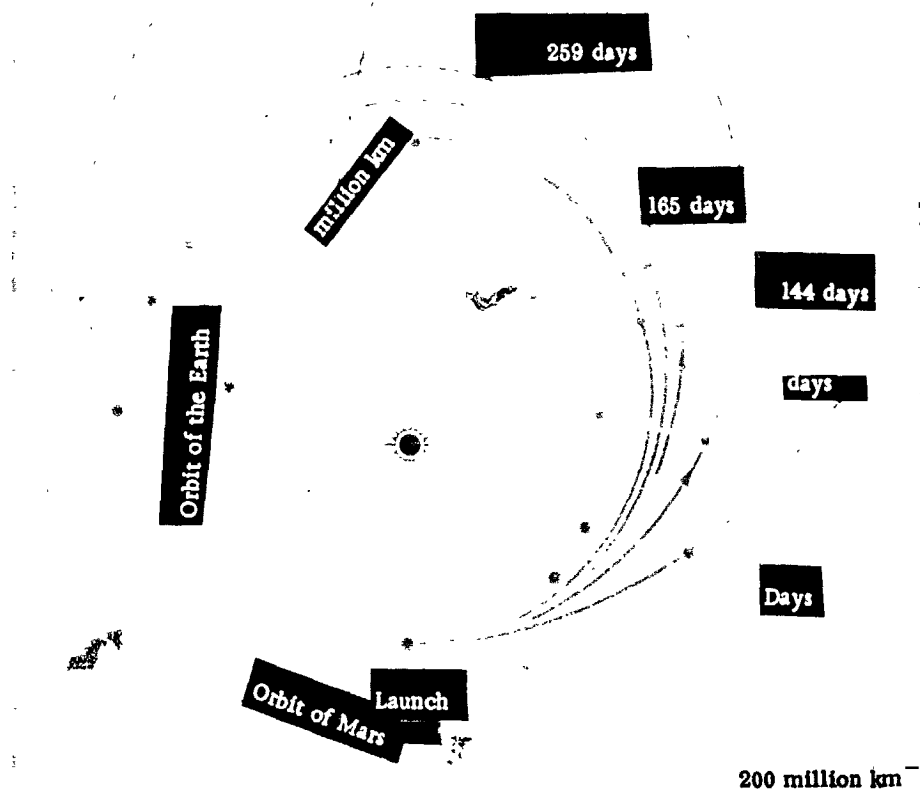 259 days
million km
165 days
144 days
days
Orbit of the Earth
Days
Launch
Orbit of Mars
200 million km